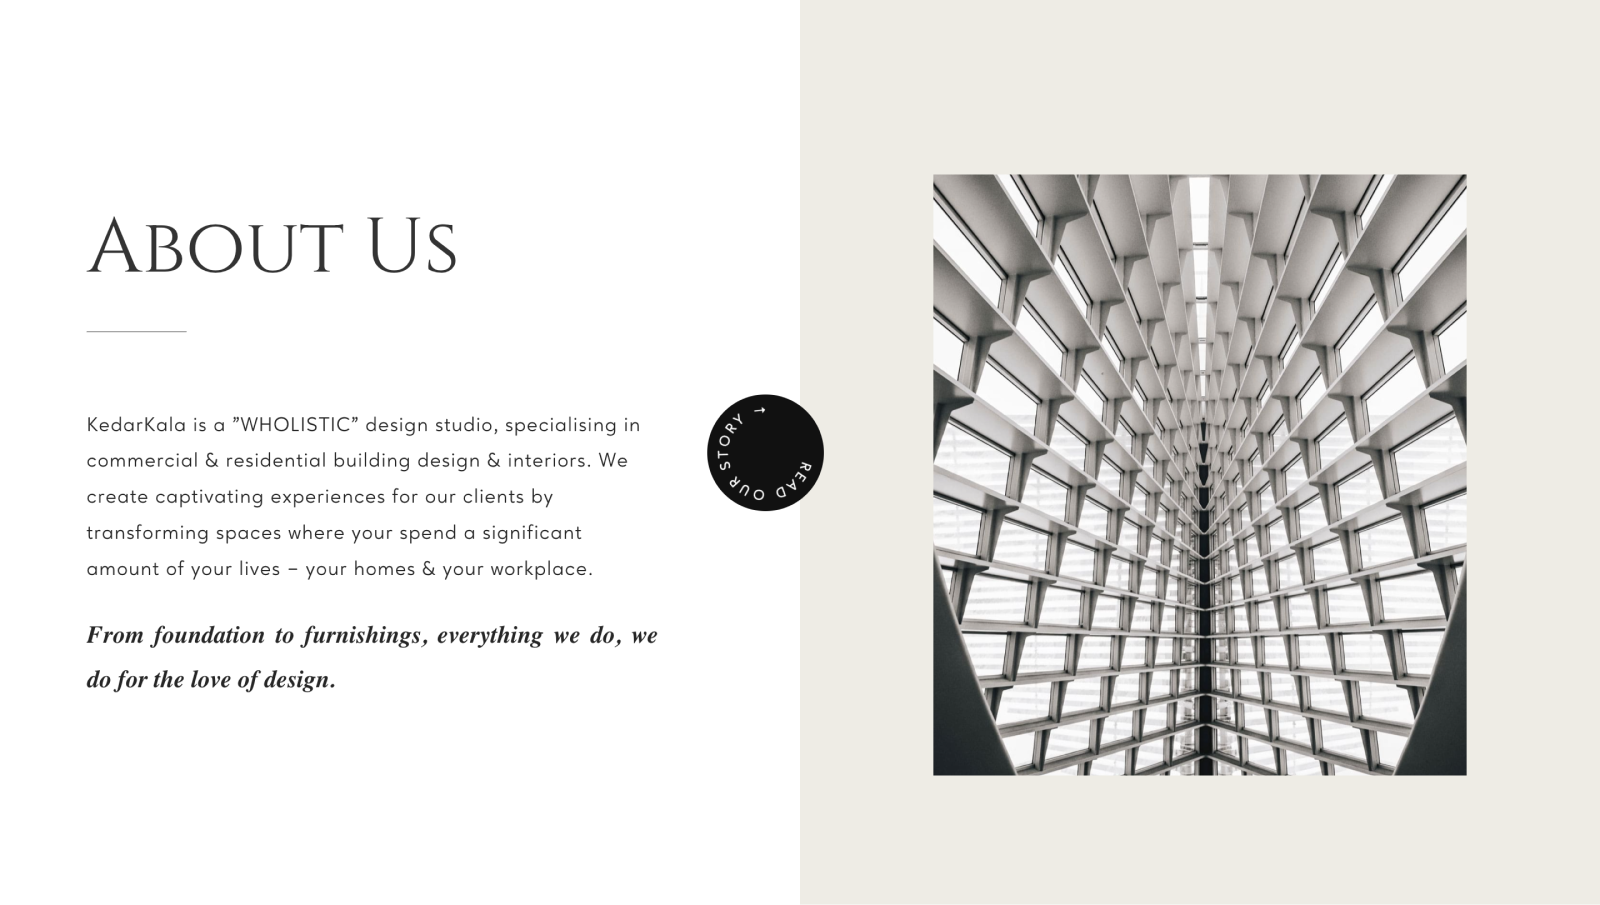 About Us
KedarKala is a ”WHOLISTIC” design studio, specialising in
commercial & residential building design & interiors. We
create captivating experiences for our clients by
transforming spaces where your spend a significant
amount of your lives – your homes & your workplace.
From foundation to furnishings, everything we do, we
do for the love of design.
READ OUR STORY →